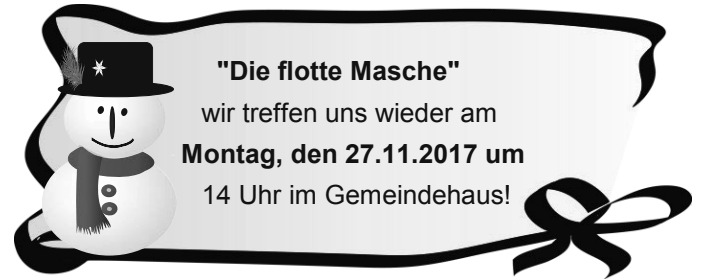 "Die flotte Masche"
wir treffen uns wieder am
Montag, den 27.11.2017 um
14 Uhr im Gemeindehaus!